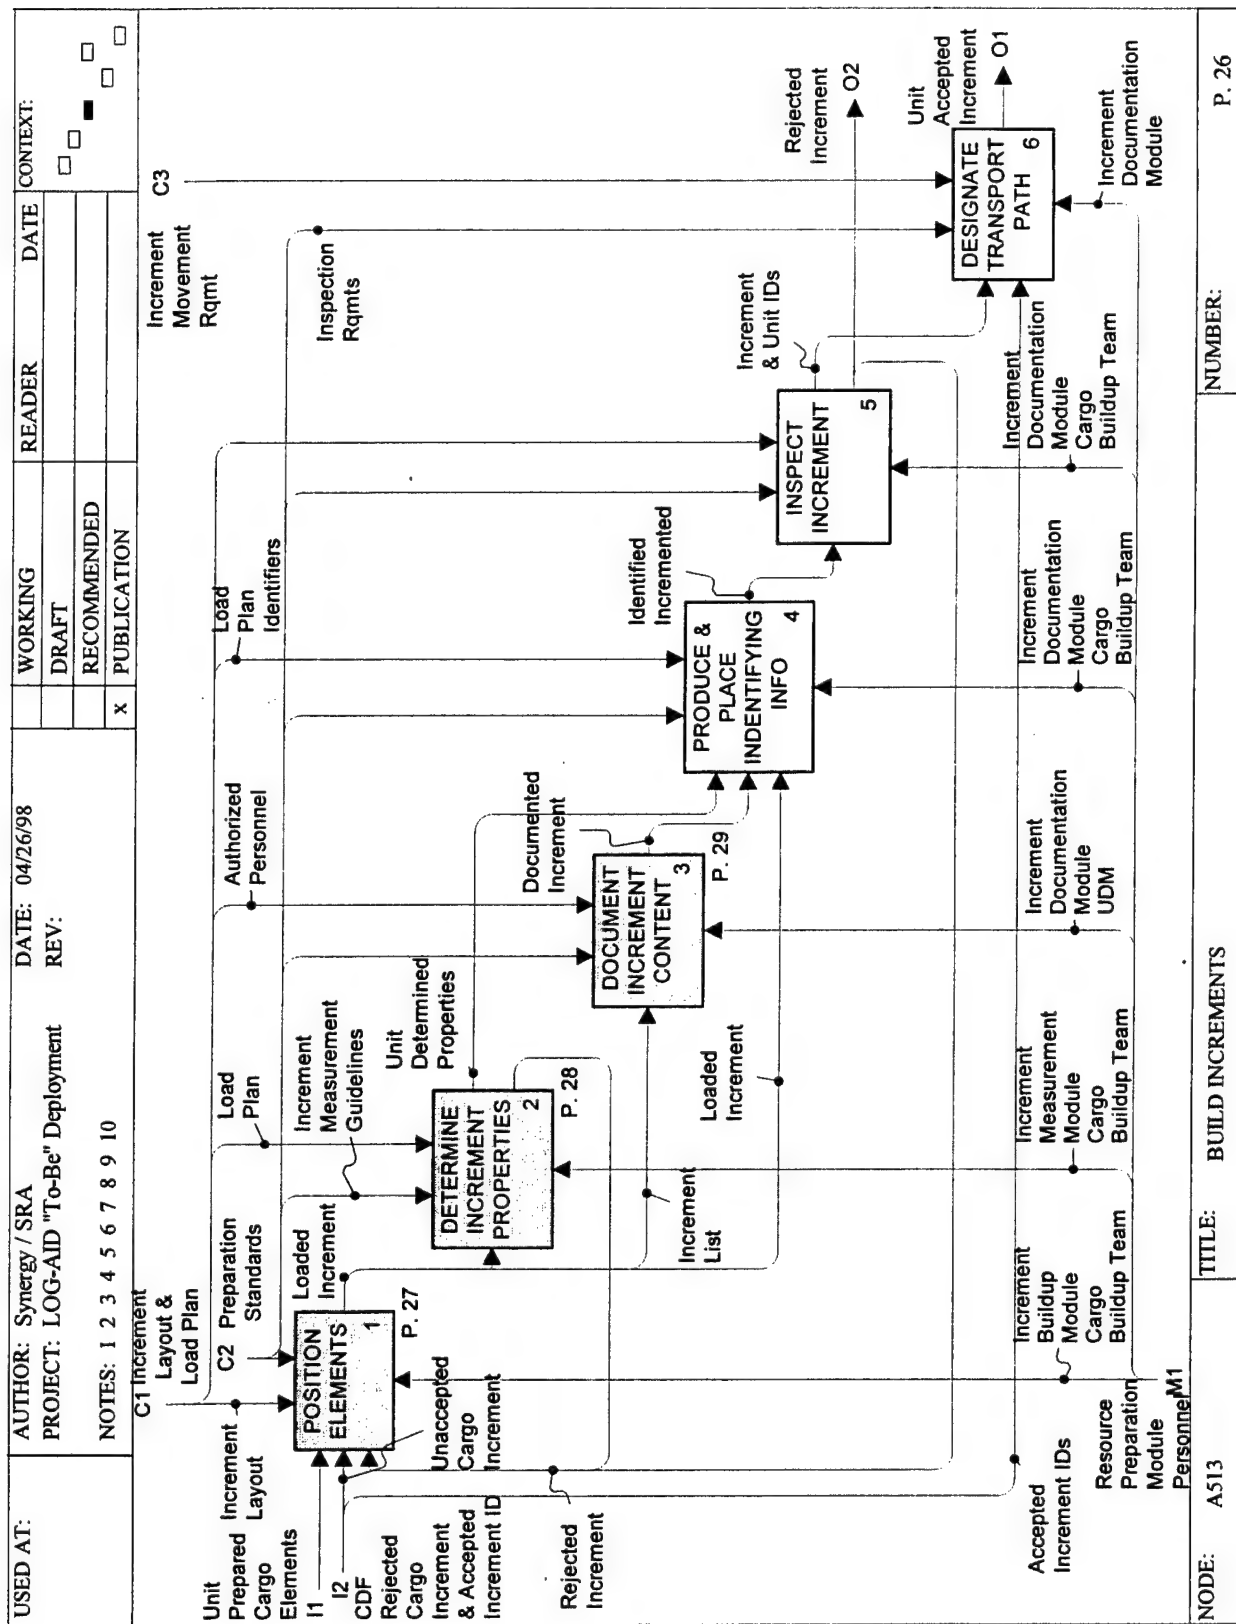 USED AT:
AUTHOR: Synergy / SRA
DATE: 04/26/98
PROJECT: LOG-AID "To-Be" Deployment
REV:
NOTES: 1 2 3 4 5 6 7 8 9 10
WORKING
DRAFT
RECOMMENDED
x PUBLICATION
READER
DATE
CONTEXT:
C1 Increment
Layout &
Load Plan
C2 Preparation
Standards
Increment
Movement
Rqmt
C3
Unit
Prepared
Cargo
Elements
I1
Increment
Layout
I2
CDF
Rejected
Cargo
Increment
& Accepted
Increment ID
POSITION
ELEMENTS
1
P. 27
Loaded
Increment
Unaccepted
Cargo
Increment
Rejected
Increment
Load
Plan
Increment
Measurement
Guidelines
DETERMINE
INCREMENT
PROPERTIES
2
P. 28
Unit
Determined
Properties
Increment
List
Loaded
Increment
Authorized
Personnel
DOCUMENT
INCREMENT
CONTENT
3
P. 29
Documented
Increment
Load
Plan
Identifiers
PRODUCE &
PLACE
INDENTIFYING
INFO
4
Identified
Incremented
INSPECT
INCREMENT
5
Increment
& Unit IDs
Inspection
Rqmts
Rejected
Increment
O2
DESIGNATE
TRANSPORT
PATH
6
Unit
Accepted
Increment
O1
Accepted
Increment IDs
Resource
Preparation
Module
Personnel
M1
Increment
Buildup
Module
Cargo
Buildup Team
Increment
Measurement
Module
Cargo
Buildup Team
Increment
Documentation
Module
UDM
Increment
Documentation
Module
Cargo
Buildup Team
Increment
Documentation
Module
Cargo
Buildup Team
Increment
Documentation
Module
NODE:
A513
TITLE:
BUILD INCREMENTS
NUMBER:
P. 26